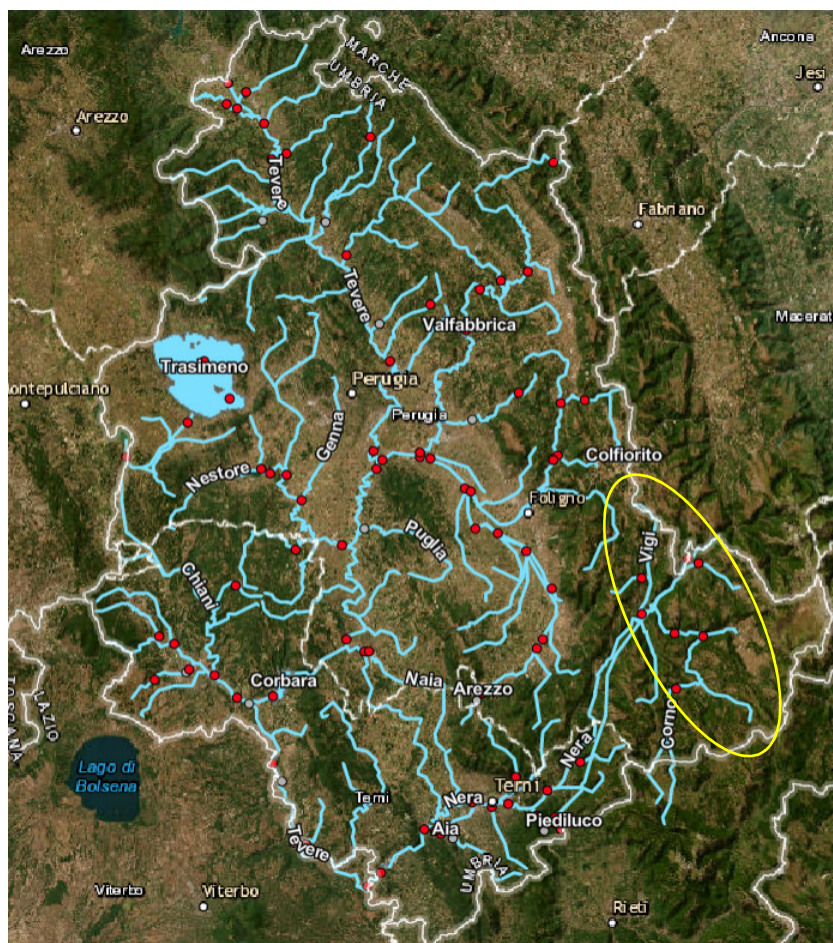 Arezzo
MARCHE
UMBRIA
Ancona
Jesi
Arezzo
Tevere
Fabriano
Tevere
Valfabbrica
Macerat
Trasimeno
Perugia
ontepulciano
Perugia
Genna
Colfiorito
Nestore
Foligno
Puglia
Vigi
Chiani
Naia
Corbara
Arezzo
TOSCANA
LAZIO
Corno
Nera
Lago di
Bolsena
Terni
Nera
Terni
Piediluco
Aia
Tevere
UMBRIA
Viterbo
Viterbo
Rieti